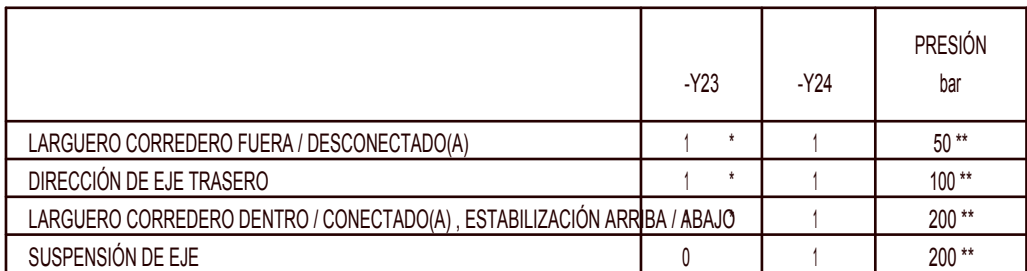 PRESIÓN
-Y23 -Y24 bar
LARGUERO CORREDERO FUERA / DESCONECTADO(A) 1 * 1 50 **
DIRECCIÓN DE EJE TRASERO 1 * 1 100 **
LARGUERO CORREDERO DENTRO / CONECTADO(A) , ESTABILIZACIÓN ARRIBA / ABAJO 1 * 1 200 **
SUSPENSIÓN DE EJE 0 1 200 **